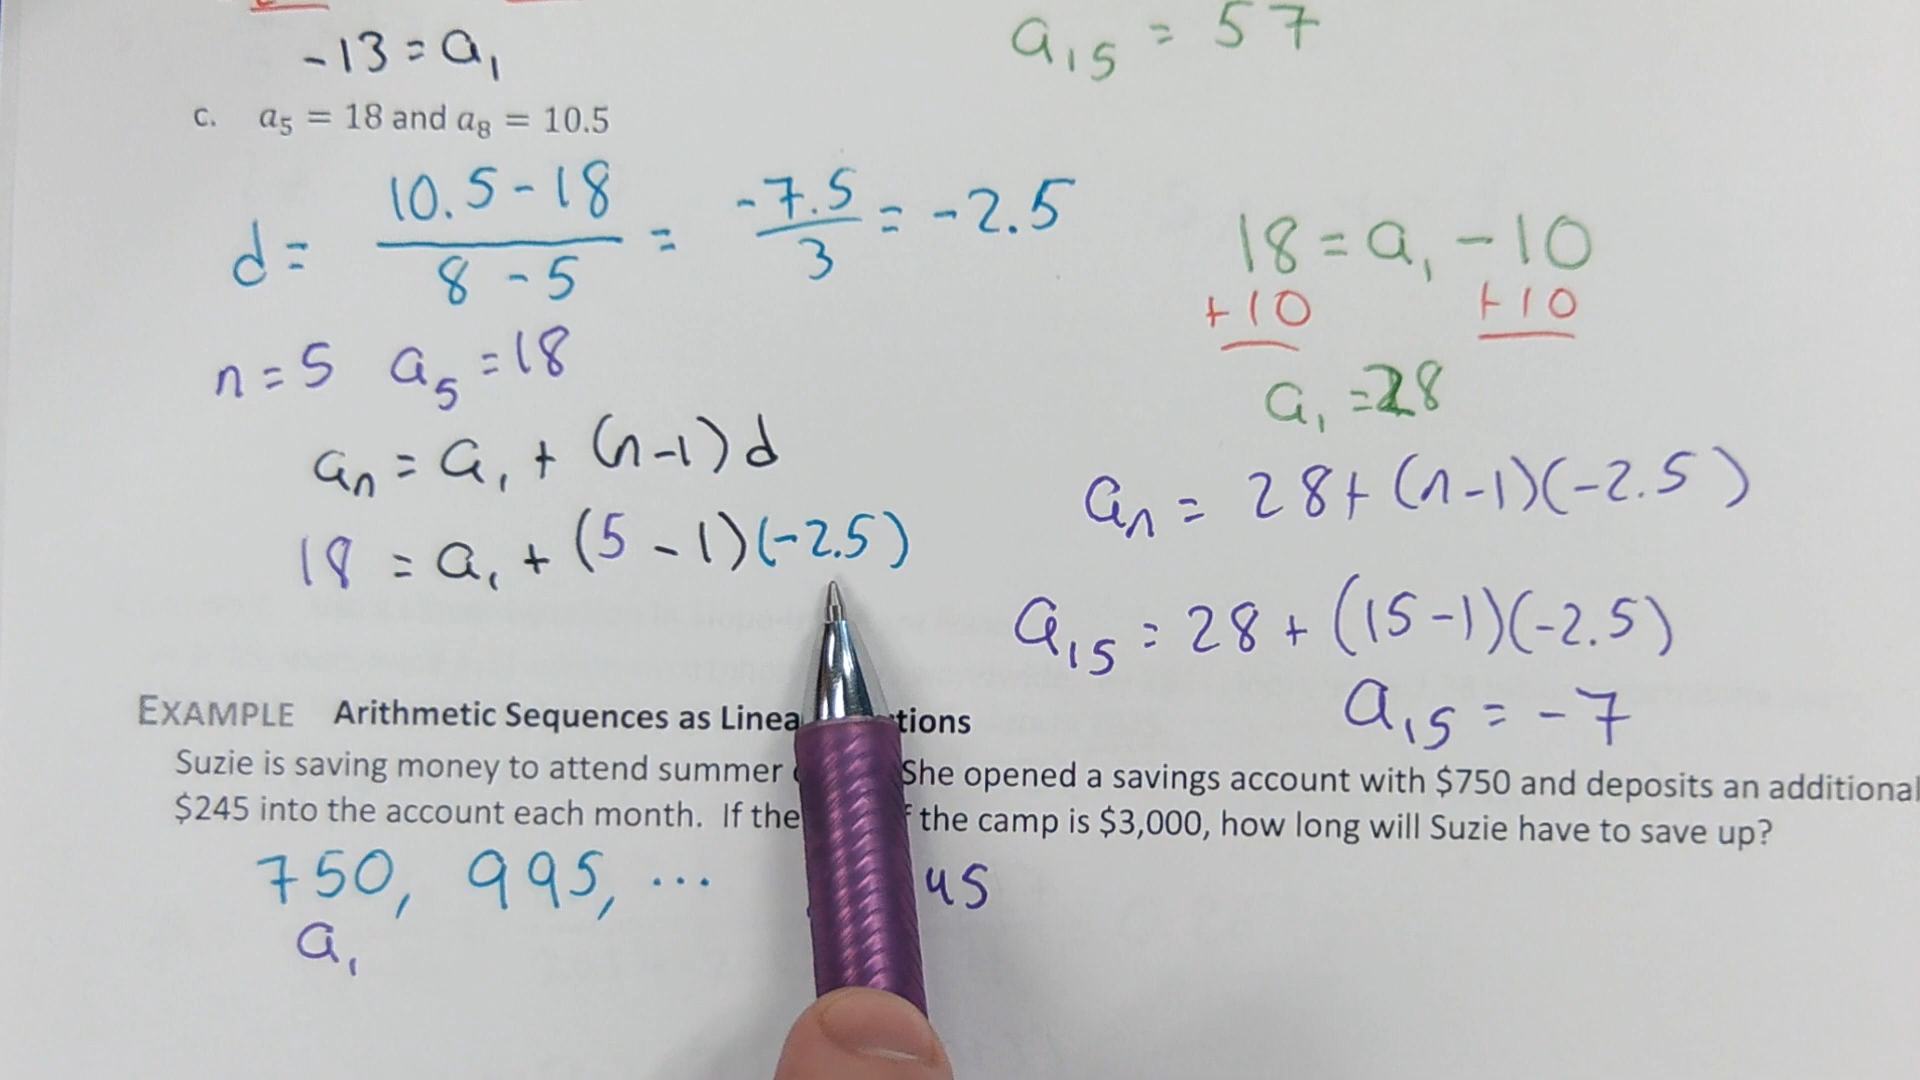 -13 = a₁
a₁₅ = 57
c. a₅ = 18 and a₈ = 10.5
d = (10.5 - 18)/(8 - 5) = -7.5/3 = -2.5
n = 5 a₅ = 18
aₙ = a₁ + (n-1)d
18 = a₁ + (5 - 1)(-2.5)
18 = a₁ - 10
+10 +10
a₁ = 28
aₙ = 28 + (n-1)(-2.5)
a₁₅ = 28 + (15-1)(-2.5)
a₁₅ = -7
EXAMPLE Arithmetic Sequences as Linea tions
Suzie is saving money to attend summer She opened a savings account with $750 and deposits an additional
$245 into the account each month. If the the camp is $3,000, how long will Suzie have to save up?
750, 995, ... 45
a₁